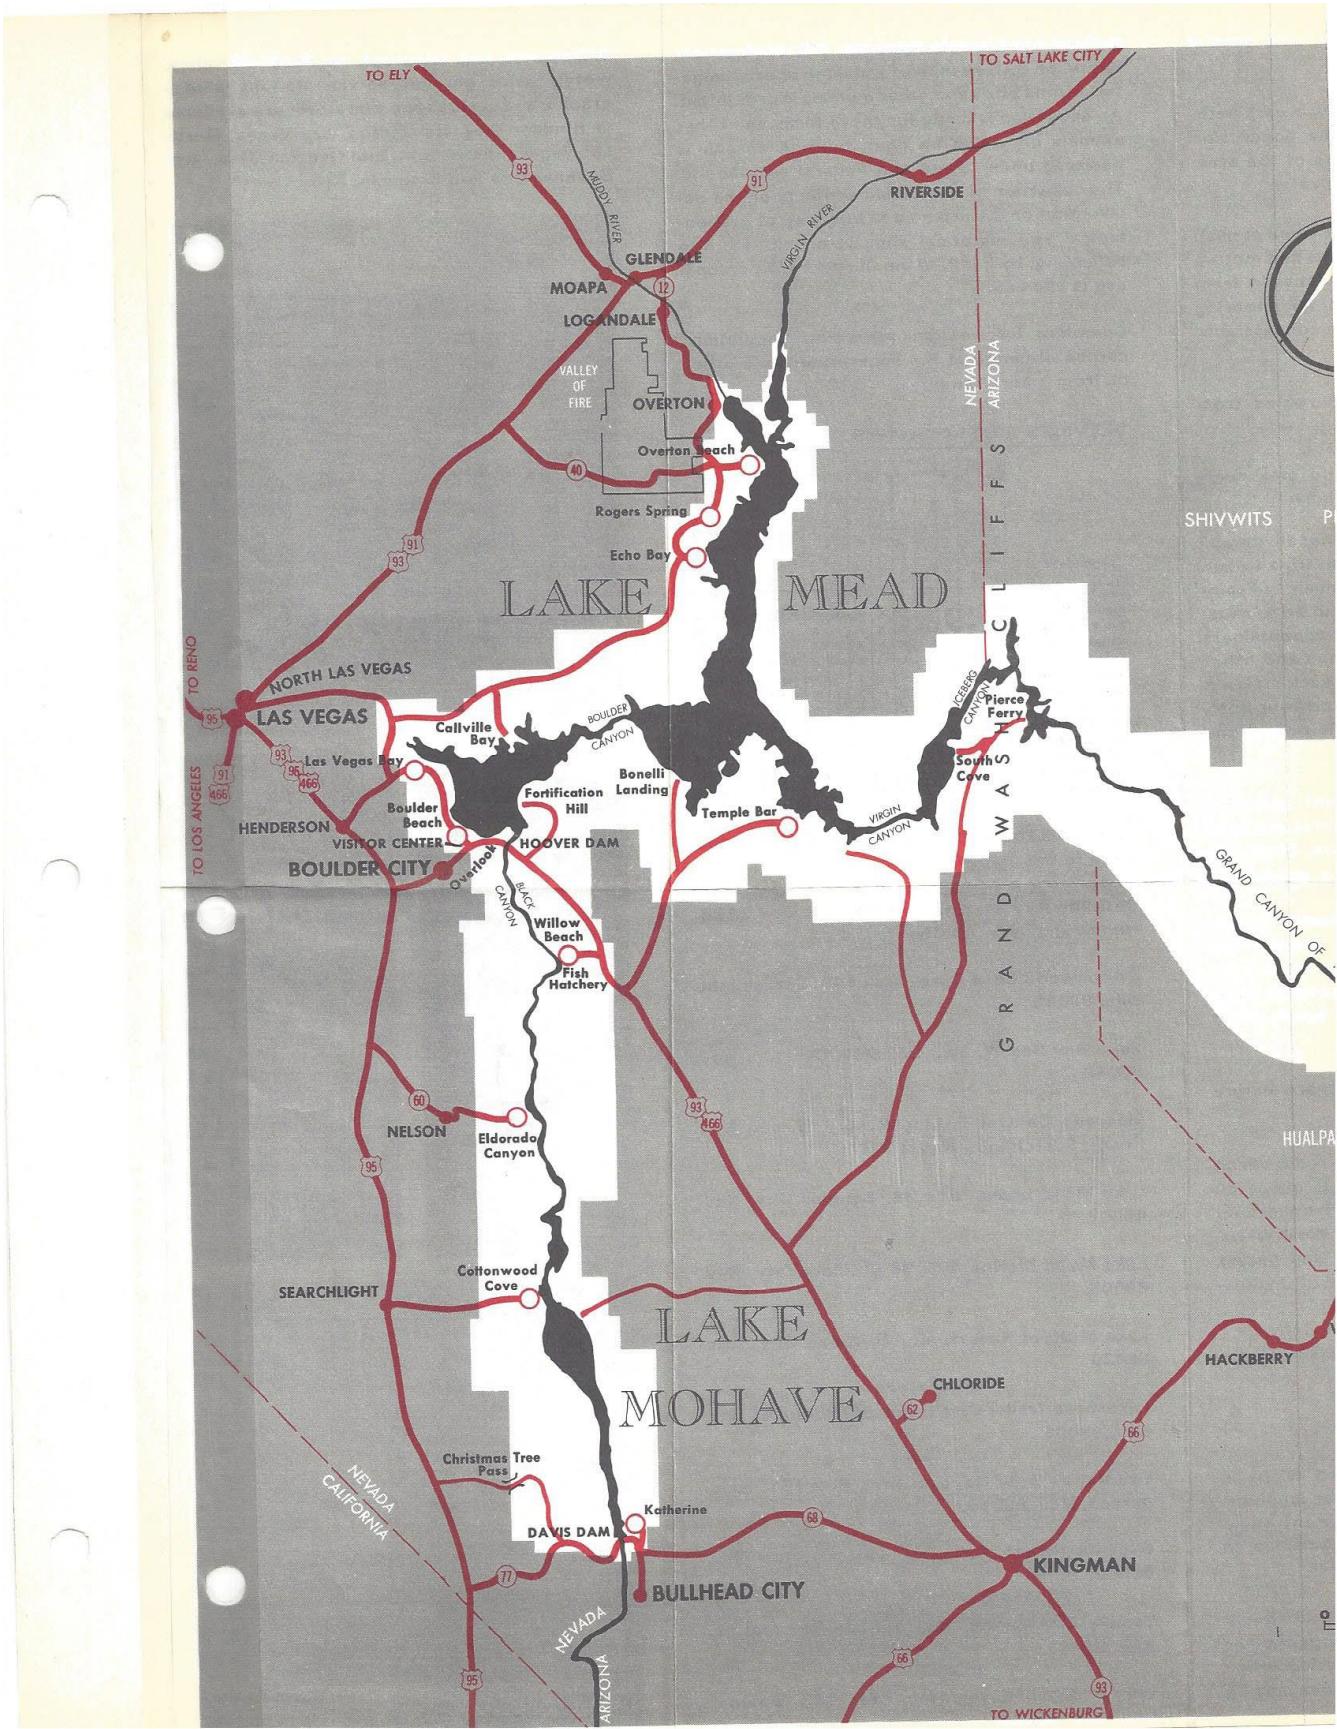 TO ELY
TO SALT LAKE CITY
93
91
MUDDY RIVER
VIRGIN RIVER
RIVERSIDE
GLENDALE
MOAPA
12
LOGANDALE
VALLEY
OF
FIRE
NEVADA
ARIZONA
OVERTON
Overton Beach
40
Rogers Spring
SHIVWITS
91
93
Echo Bay
LAKE MEAD
GRAND WASH CLIFFS
TO RENO
NORTH LAS VEGAS
95
LAS VEGAS
ICEBERG
CANYON
Pierce
Ferry
BOULDER
CANYON
Callville
Bay
93
95
466
Las Vegas Bay
91
466
TO LOS ANGELES
South
Cove
Bonelli
Landing
Fortification
Hill
Boulder
Beach
Temple Bar
VIRGIN
CANYON
HENDERSON
VISITOR CENTER
HOOVER DAM
BOULDER CITY
Overlook
BLACK
CANYON
GRAND CANYON OF
Willow
Beach
Fish
Hatchery
60
93
466
NELSON
Eldorado
Canyon
HUALPA
95
Cottonwood
Cove
SEARCHLIGHT
LAKE
MOHAVE
HACKBERRY
CHLORIDE
62
66
Christmas Tree
Pass
NEVADA
CALIFORNIA
Katherine
DAVIS DAM
68
KINGMAN
77
BULLHEAD CITY
NEVADA
ARIZONA
66
95
93
TO WICKENBURG